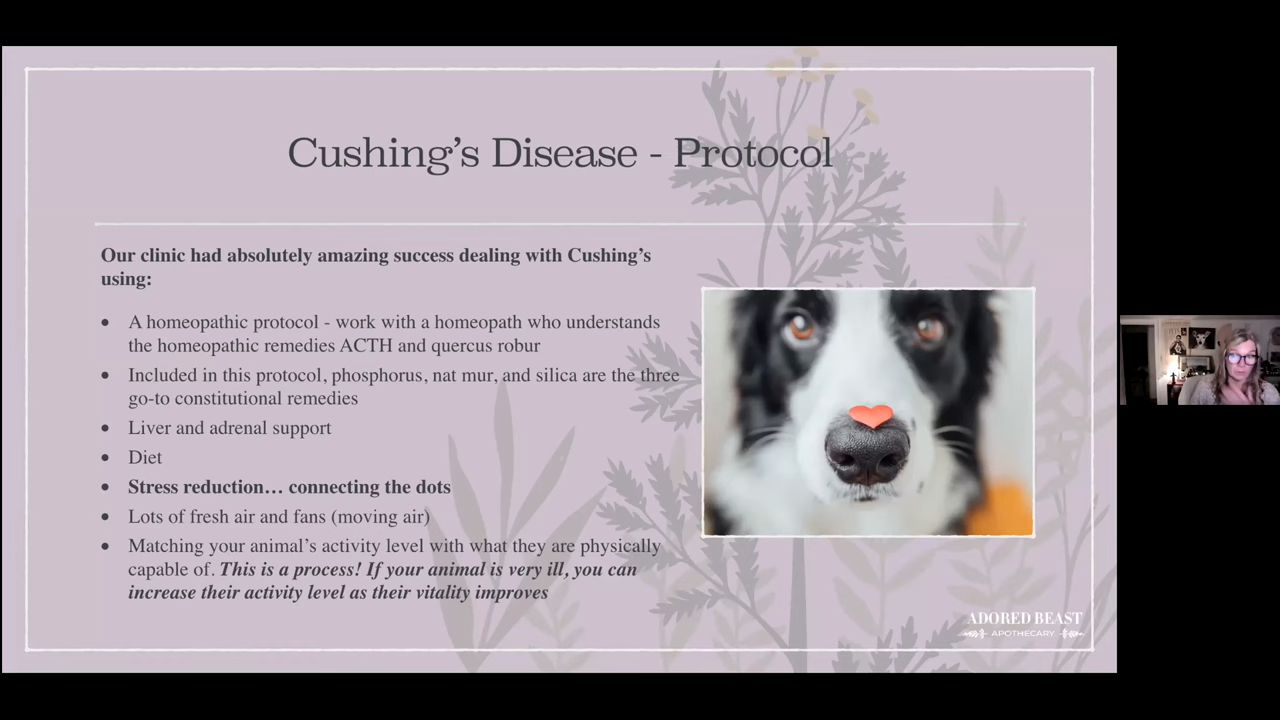 Cushing’s Disease - Protocol
Our clinic had absolutely amazing success dealing with Cushing’s
using:
• A homeopathic protocol - work with a homeopath who understands
the homeopathic remedies ACTH and quercus robur
• Included in this protocol, phosphorus, nat mur, and silica are the three
go-to constitutional remedies
• Liver and adrenal support
• Diet
• Stress reduction… connecting the dots
• Lots of fresh air and fans (moving air)
• Matching your animal’s activity level with what they are physically
capable of. This is a process! If your animal is very ill, you can
increase their activity level as their vitality improves
ADORED BEAST
APOTHECARY